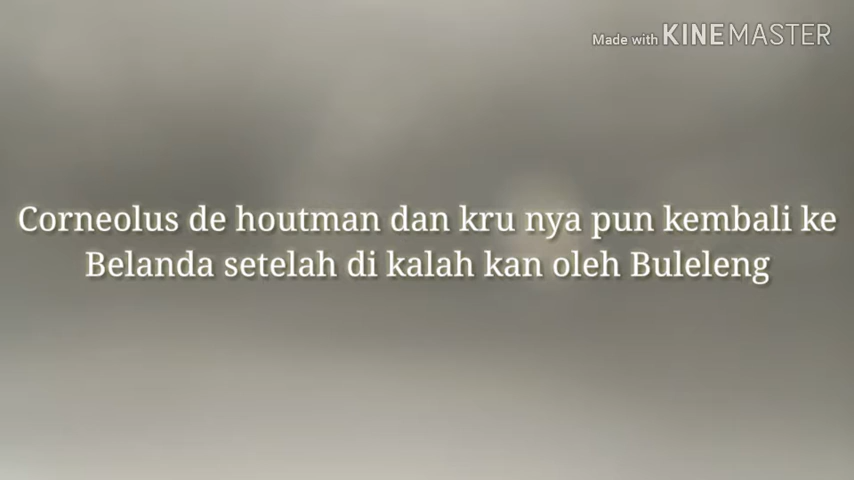 Made with KINEMASTER
Corneolus de houtman dan kru nya pun kembali ke
Belanda setelah di kalah kan oleh Buleleng